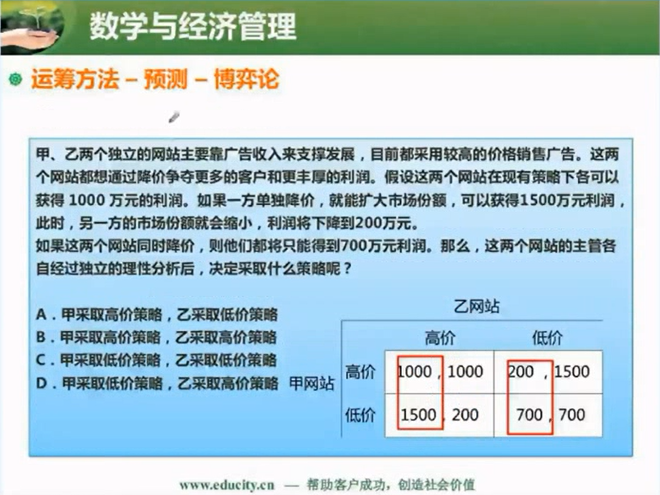 数学与经济管理
运筹方法 – 预测 – 博弈论
甲、乙两个独立的网站主要靠广告收入来支撑发展，目前都采用较高的价格销售广告。这两
个网站都想通过降价争夺更多的客户和更丰厚的利润。假设这两个网站在现有策略下各可以
获得 1000 万元的利润。如果一方单独降价，就能扩大市场份额，可以获得1500万元利润，
此时，另一方的市场份额就会缩小，利润将下降到200万元。
如果这两个网站同时降价，则他们都将只能得到700万元利润。那么，这两个网站的主管各
自经过独立的理性分析后，决定采取什么策略呢？
A．甲采取高价策略，乙采取低价策略
B．甲采取高价策略，乙采取高价策略
C．甲采取低价策略，乙采取低价策略
D．甲采取低价策略，乙采取高价策略
乙网站
高价 低价
甲网站
高价 1000，1000 200，1500
低价 1500，200 700，700
www.educity.cn — 帮助客户成功，创造社会价值